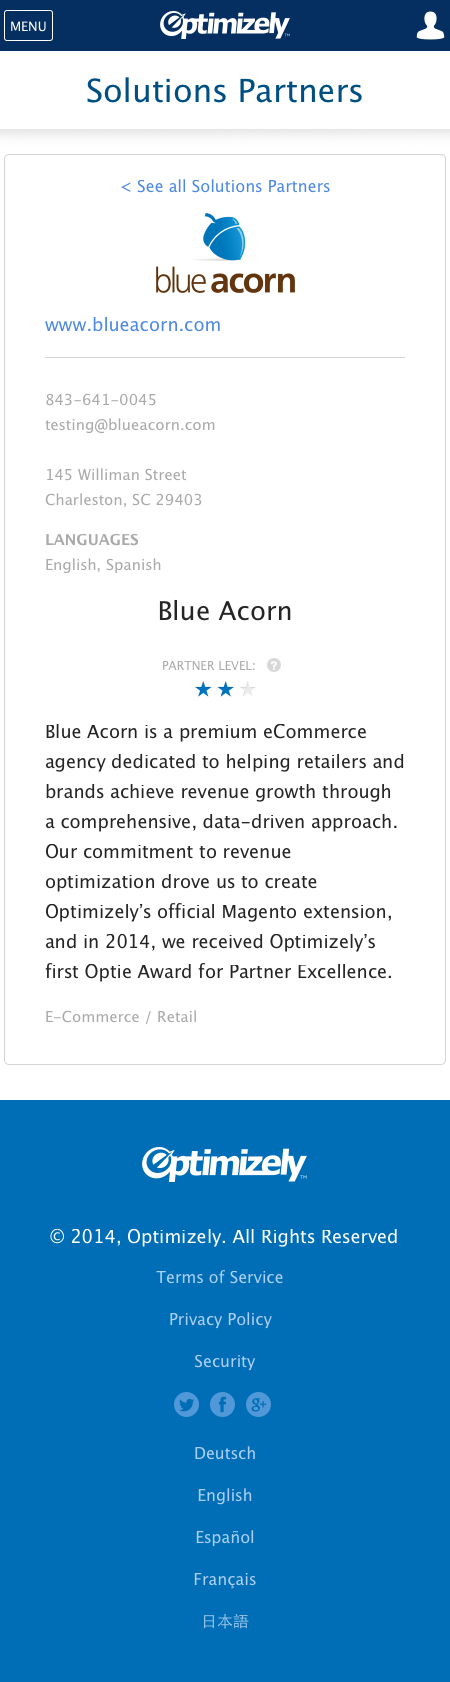 MENU
Optimizely™
Solutions Partners
< See all Solutions Partners
blue acorn
www.blueacorn.com
843-641-0045
testing@blueacorn.com
145 Williman Street
Charleston, SC 29403
LANGUAGES
English, Spanish
Blue Acorn
PARTNER LEVEL: ?
Blue Acorn is a premium eCommerce
agency dedicated to helping retailers and
brands achieve revenue growth through
a comprehensive, data-driven approach.
Our commitment to revenue
optimization drove us to create
Optimizely's official Magento extension,
and in 2014, we received Optimizely's
first Optie Award for Partner Excellence.
E-Commerce / Retail
Optimizely™
© 2014, Optimizely. All Rights Reserved
Terms of Service
Privacy Policy
Security
Deutsch
English
Español
Français
日本語